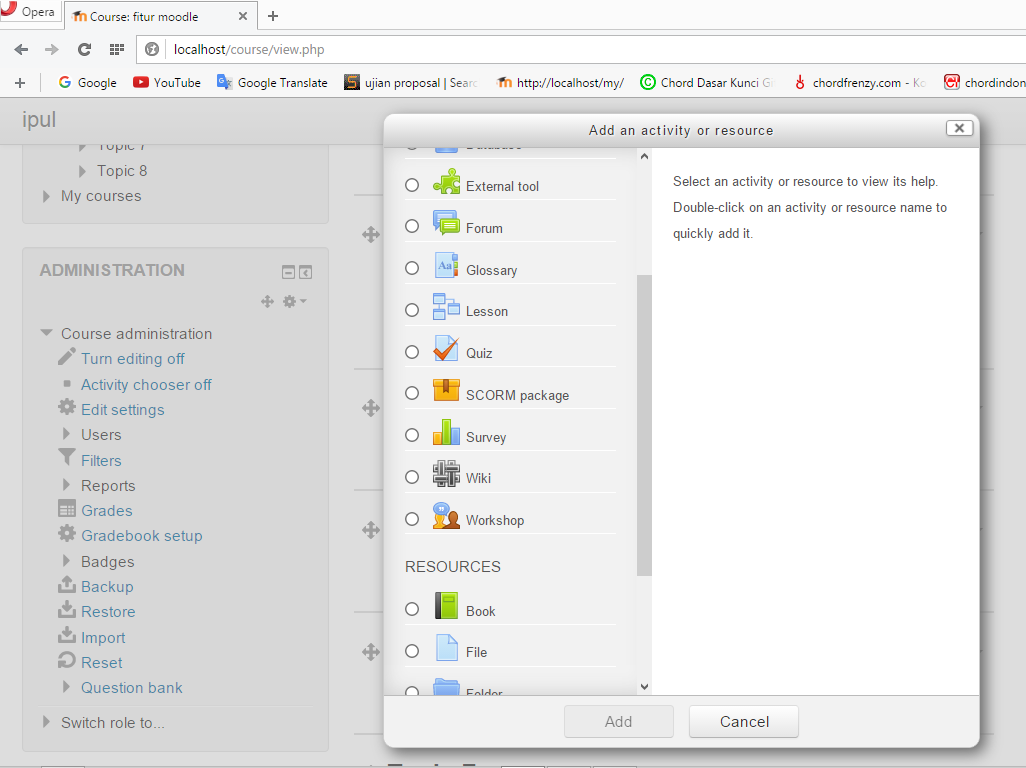 Opera
Course: fitur moodle
localhost/course/view.php
Google
YouTube
Google Translate
ujian proposal | Sear
http://localhost/my/
Chord Dasar Kunci G
chordfrenzy.com - Ko
chordindon
ipul
Topic 7
Topic 8
My courses
ADMINISTRATION
Course administration
Turn editing off
Activity chooser off
Edit settings
Users
Filters
Reports
Grades
Gradebook setup
Badges
Backup
Restore
Import
Reset
Question bank
Switch role to...
Add an activity or resource
Database
External tool
Forum
Glossary
Lesson
Quiz
SCORM package
Survey
Wiki
Workshop
RESOURCES
Book
File
Folder
Select an activity or resource to view its help.
Double-click on an activity or resource name to
quickly add it.
Add
Cancel